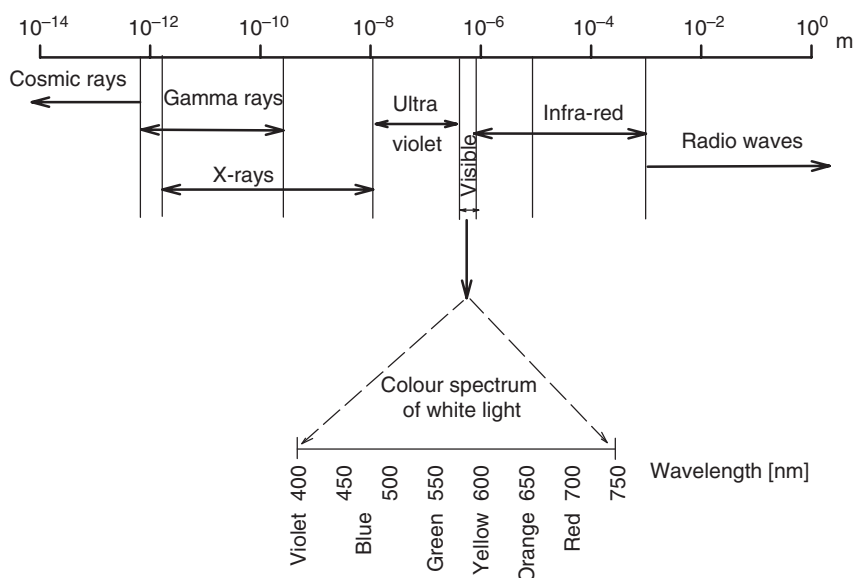 10⁻¹⁴ 10⁻¹² 10⁻¹⁰ 10⁻⁸ 10⁻⁶ 10⁻⁴ 10⁻² 10⁰ m
Cosmic rays
Gamma rays
X-rays
Ultra
violet
Visible
Infra-red
Radio waves
Colour spectrum
of white light
400 450 500 550 600 650 700 750 Wavelength [nm]
Violet Blue Green Yellow Orange Red